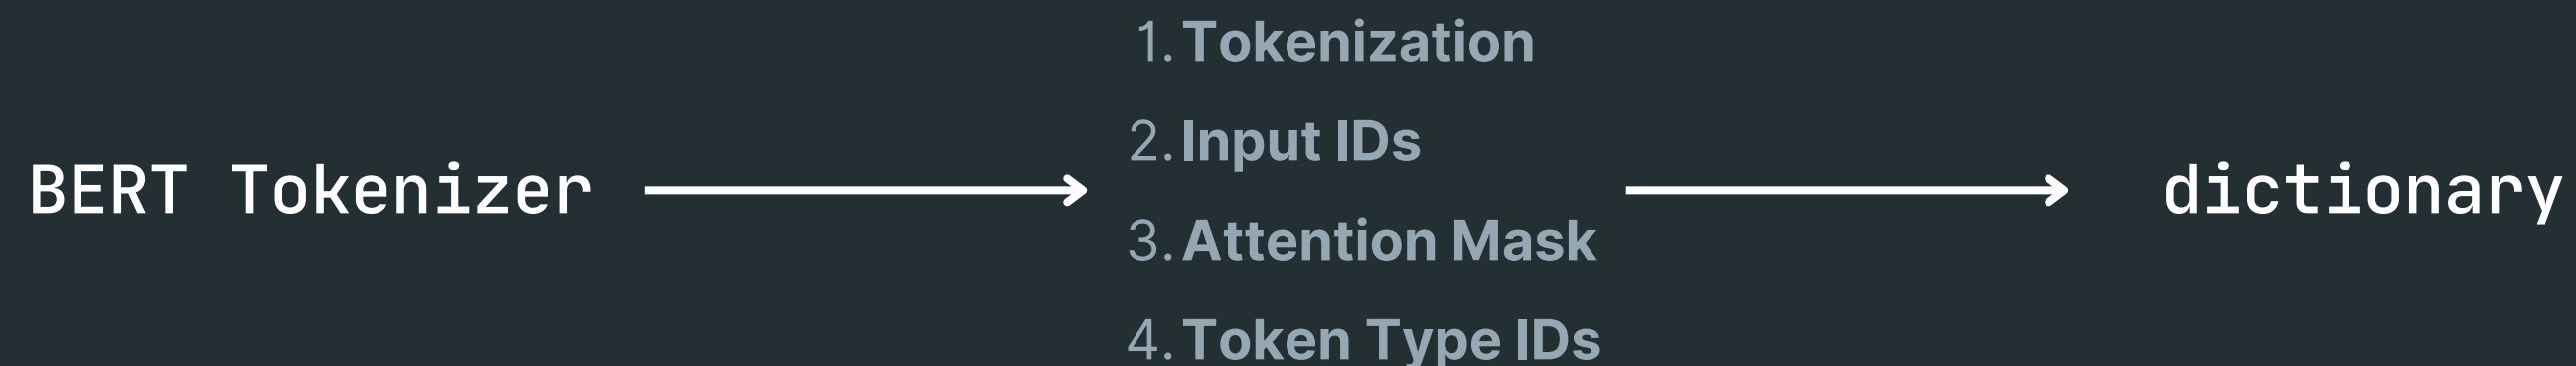 BERT Tokenizer
1. Tokenization
2. Input IDs
3. Attention Mask
4. Token Type IDs
dictionary